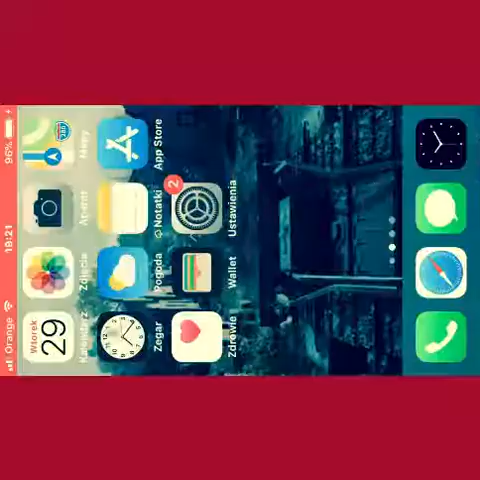 Orange 18:21 96%
Wtorek
29
Kalendarz Zdjęcia Aparat Mapy
Zegar Pogoda Notatki App Store
2
Zdrowie Wallet Ustawienia